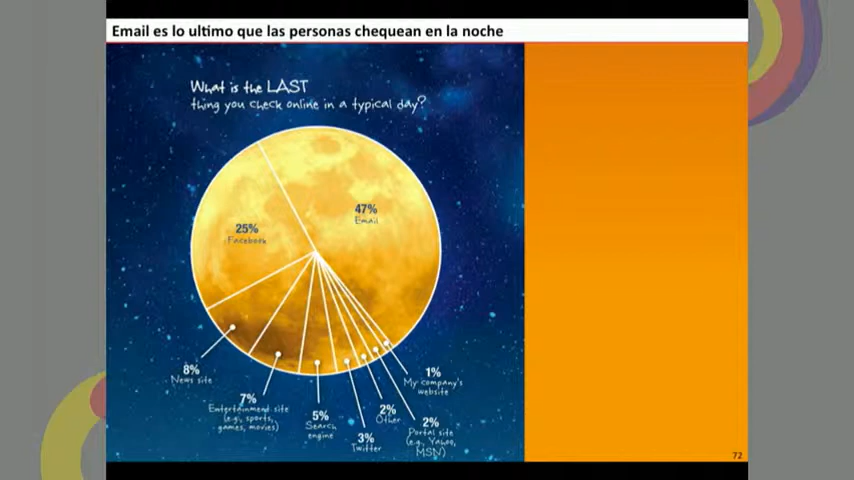 Email es lo ultimo que las personas chequean en la noche
What is the LAST
thing you check online in a typical day?
47%
Email
25%
Facebook
8%
News site
7%
Entertainment site
(e.g., sports,
games, movies)
5%
Search
engine
3%
Twitter
2%
Other
2%
Portal site
(e.g., Yahoo,
MSN)
1%
My company's
website
72